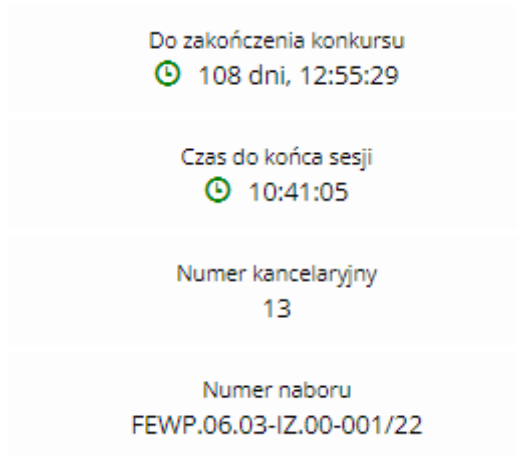 Do zakończenia konkursu
108 dni, 12:55:29
Czas do końca sesji
10:41:05
Numer kancelaryjny
13
Numer naboru
FEWP.06.03-IZ.00-001/22